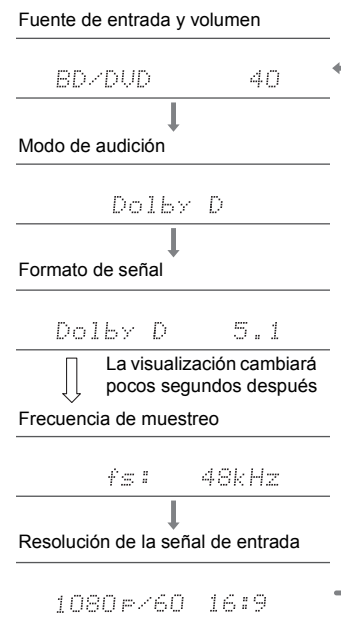 Fuente de entrada y volumen
BD/DVD 40
Modo de audición
Dolby D
Formato de señal
Dolby D 5.1
La visualización cambiará
pocos segundos después
Frecuencia de muestreo
fs: 48kHz
Resolución de la señal de entrada
1080p/60 16:9